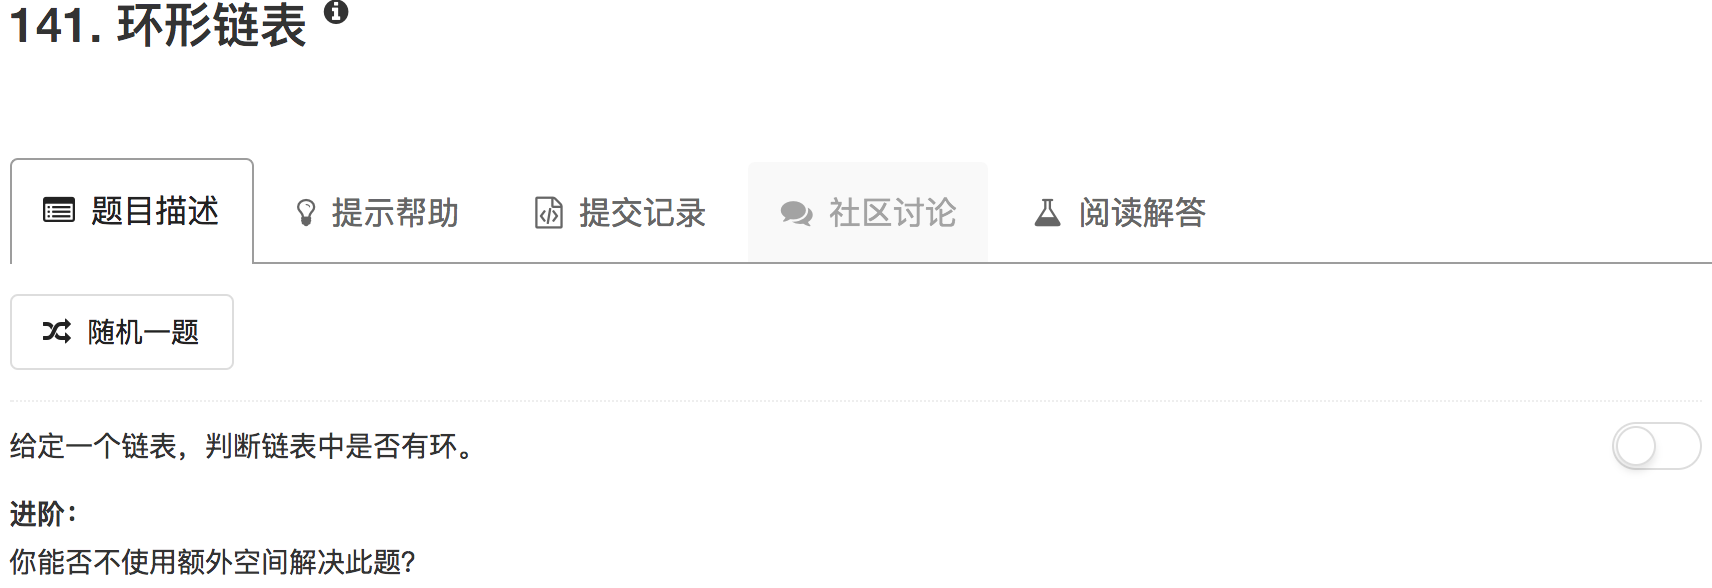 141. 环形链表
题目描述 提示帮助 提交记录 社区讨论 阅读解答
随机一题
给定一个链表，判断链表中是否有环。
进阶：
你能否不使用额外空间解决此题？